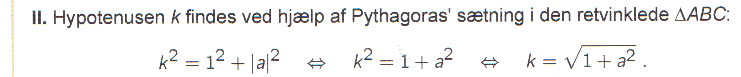 II. Hypotenusen k findes ved hjælp af Pythagoras' sætning i den retvinklede ΔABC:
k² = 1² + |a|² ⇔ k² = 1 + a² ⇔ k = √(1 + a²) .